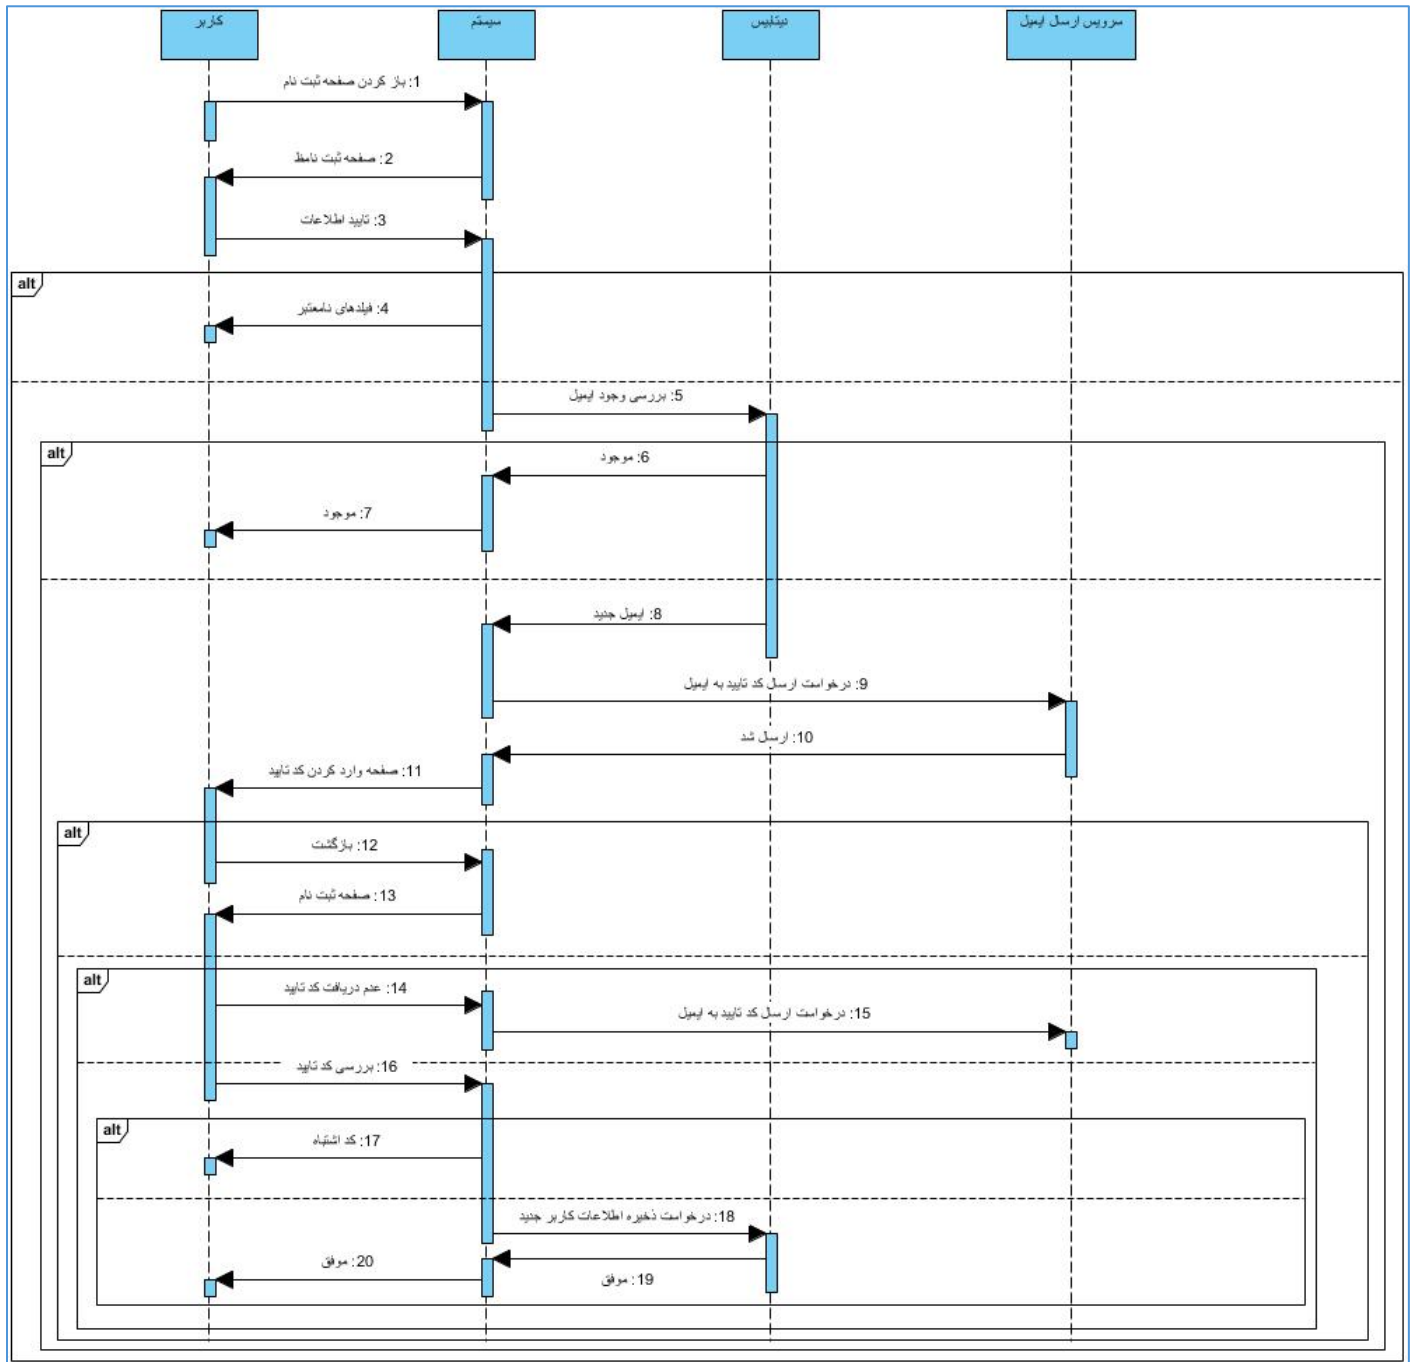 کاربر
سیستم
دیتابیس
سرویس ارسال ایمیل
1: باز کردن صفحه ثبت نام
2: صفحه ثبت نامظ
3: تایید اطلاعات
alt
4: فیلدهای نامعتبر
5: بررسی وجود ایمیل
alt
6: موجود
7: موجود
8: ایمیل جدید
9: درخواست ارسال کد تایید به ایمیل
10: ارسال شد
11: صفحه وارد کردن کد تایید
alt
12: بازگشت
13: صفحه ثبت نام
alt
14: عدم دریافت کد تایید
15: درخواست ارسال کد تایید به ایمیل
16: بررسی کد تایید
alt
17: کد اشتباه
18: درخواست ذخیره اطلاعات کاربر جدید
20: موفق
19: موفق